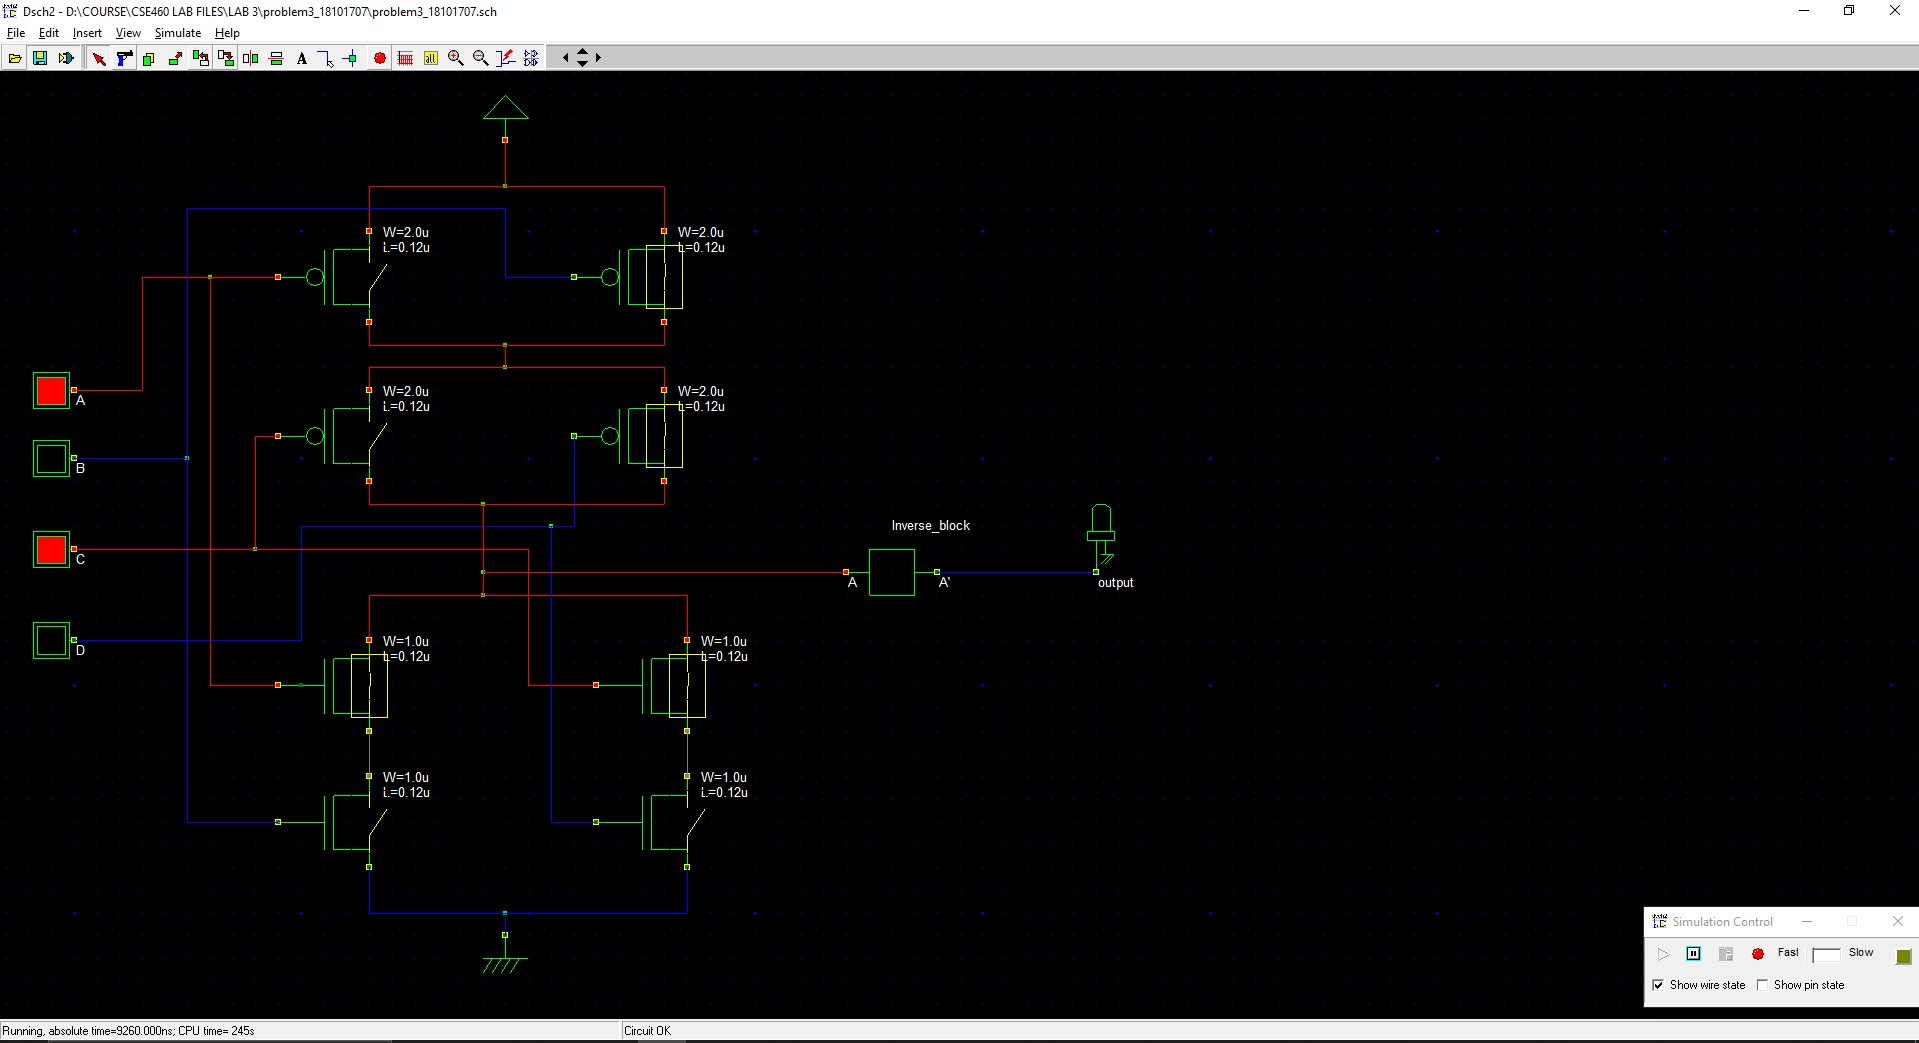 Dsch2 - D:\COURSE\CSE460 LAB FILES\LAB 3\problem3_18101707\problem3_18101707.sch
File Edit Insert View Simulate Help
A all
W=2.0u
L=0.12u
W=2.0u
L=0.12u
W=2.0u
L=0.12u
W=2.0u
L=0.12u
A
B
C
D
Inverse_block
A
A'
output
W=1.0u
L=0.12u
W=1.0u
L=0.12u
W=1.0u
L=0.12u
W=1.0u
L=0.12u
Simulation Control
Fast Slow
Show wire state Show pin state
Running, absolute time=9260.000ns; CPU time= 245s
Circuit OK